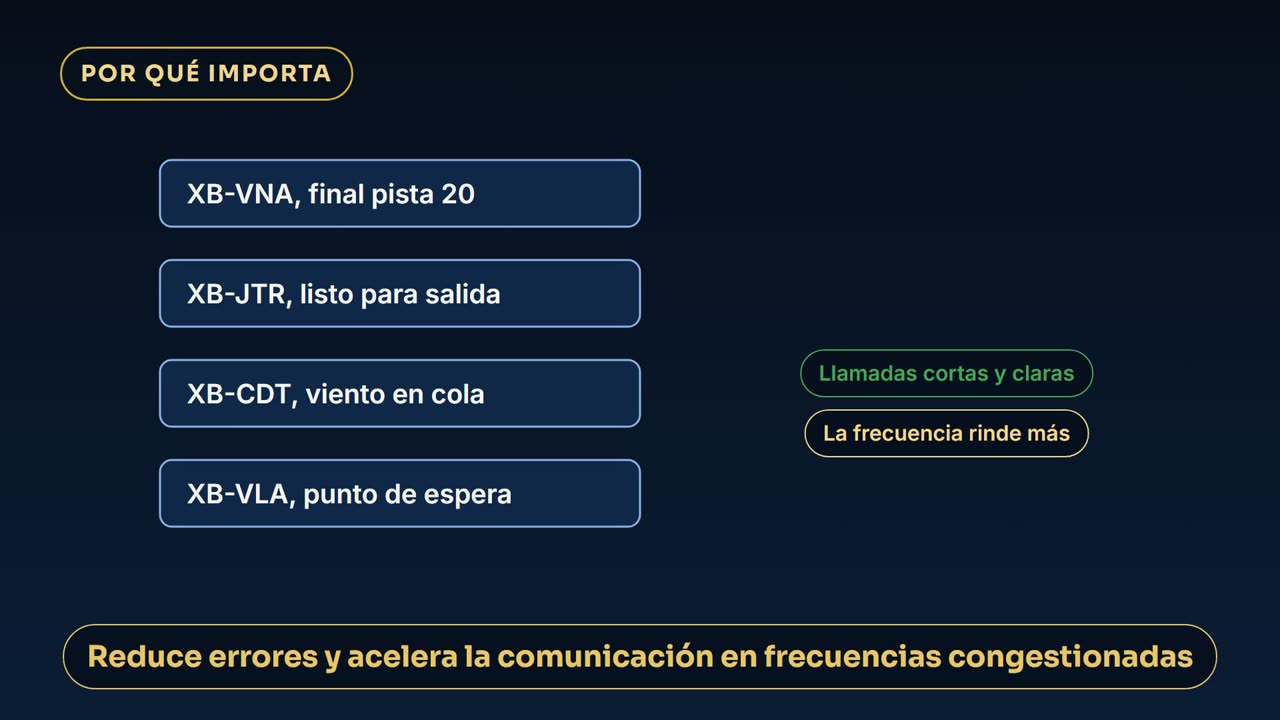 POR QUÉ IMPORTA
XB-VNA, final pista 20
XB-JTR, listo para salida
XB-CDT, viento en cola
XB-VLA, punto de espera
Llamadas cortas y claras
La frecuencia rinde más
Reduce errores y acelera la comunicación en frecuencias congestionadas